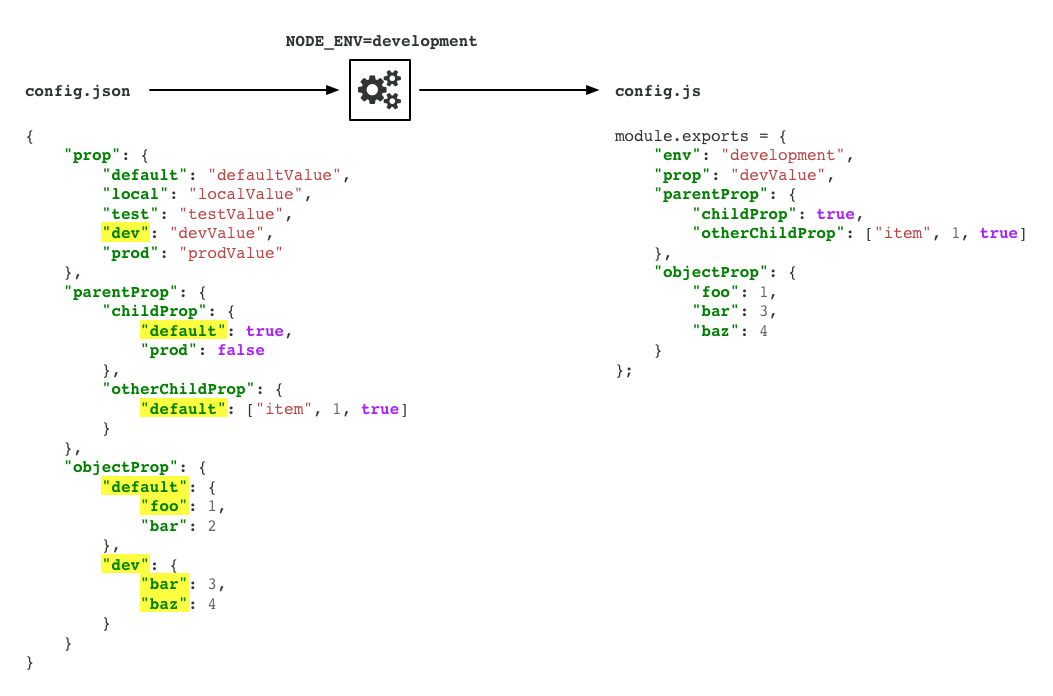 NODE_ENV=development
config.json
config.js
{
    "prop": {
        "default": "defaultValue",
        "local": "localValue",
        "test": "testValue",
        "dev": "devValue",
        "prod": "prodValue"
    },
    "parentProp": {
        "childProp": {
            "default": true,
            "prod": false
        },
        "otherChildProp": {
            "default": ["item", 1, true]
        }
    },
    "objectProp": {
        "default": {
            "foo": 1,
            "bar": 2
        },
        "dev": {
            "bar": 3,
            "baz": 4
        }
    }
}
module.exports = {
    "env": "development",
    "prop": "devValue",
    "parentProp": {
        "childProp": true,
        "otherChildProp": ["item", 1, true]
    },
    "objectProp": {
        "foo": 1,
        "bar": 3,
        "baz": 4
    }
};